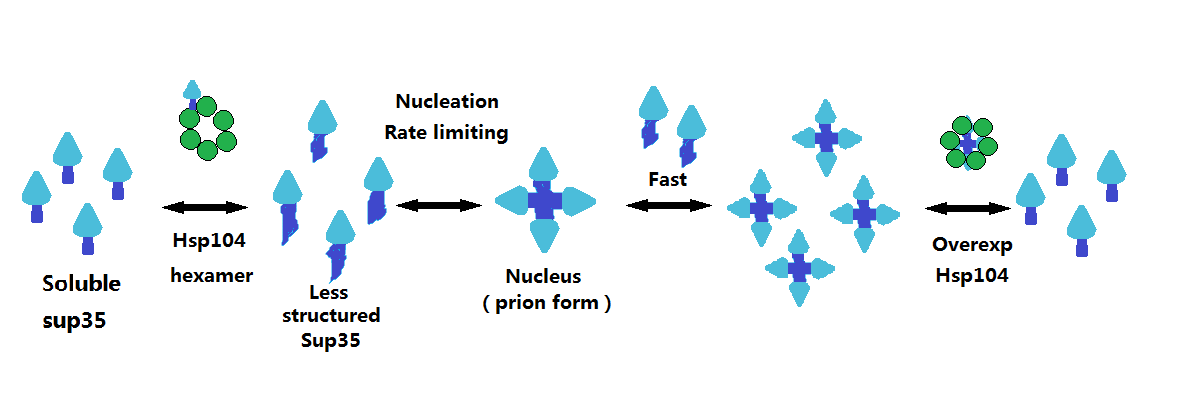 Soluble
sup35
Hsp104
hexamer
Less
structured
Sup35
Nucleation
Rate limiting
Nucleus
( prion form )
Fast
Overexp
Hsp104